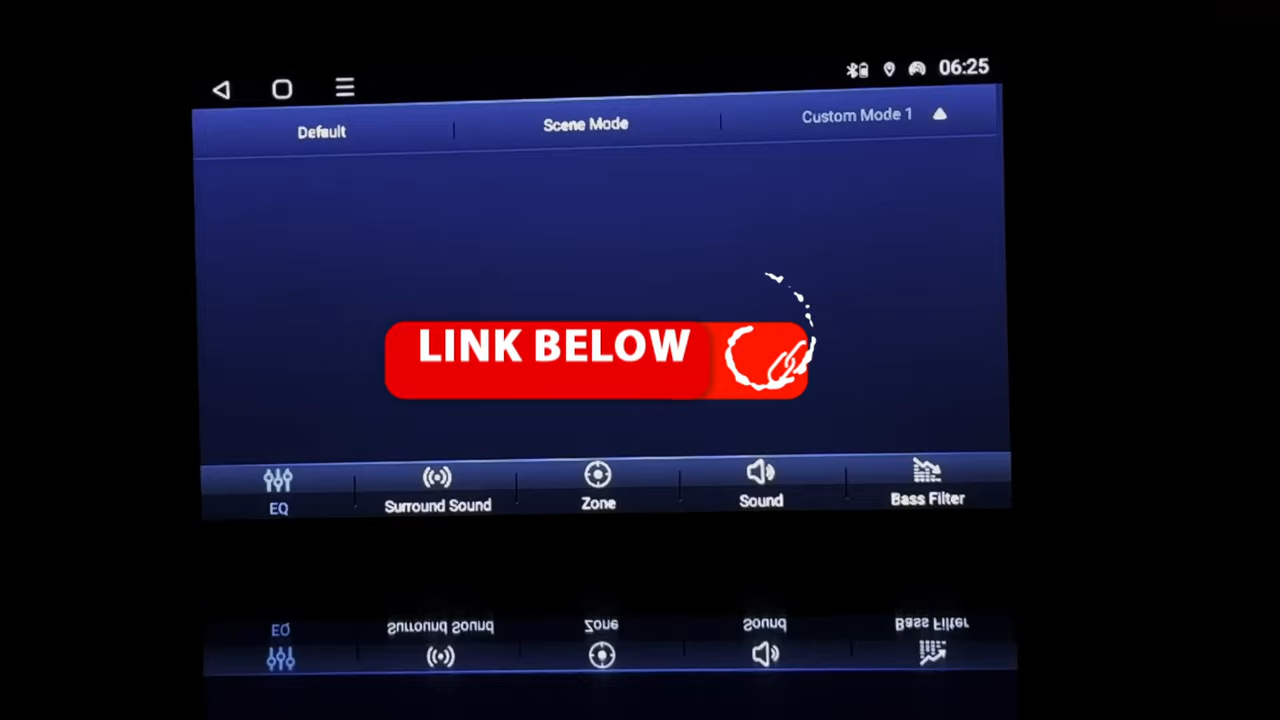 06:25
Default
Scene Mode
Custom Mode 1
LINK BELOW
EQ
Surround Sound
Zone
Sound
Bass Filter
EQ
Surround Sound
Zone
Sound
Bass Filter